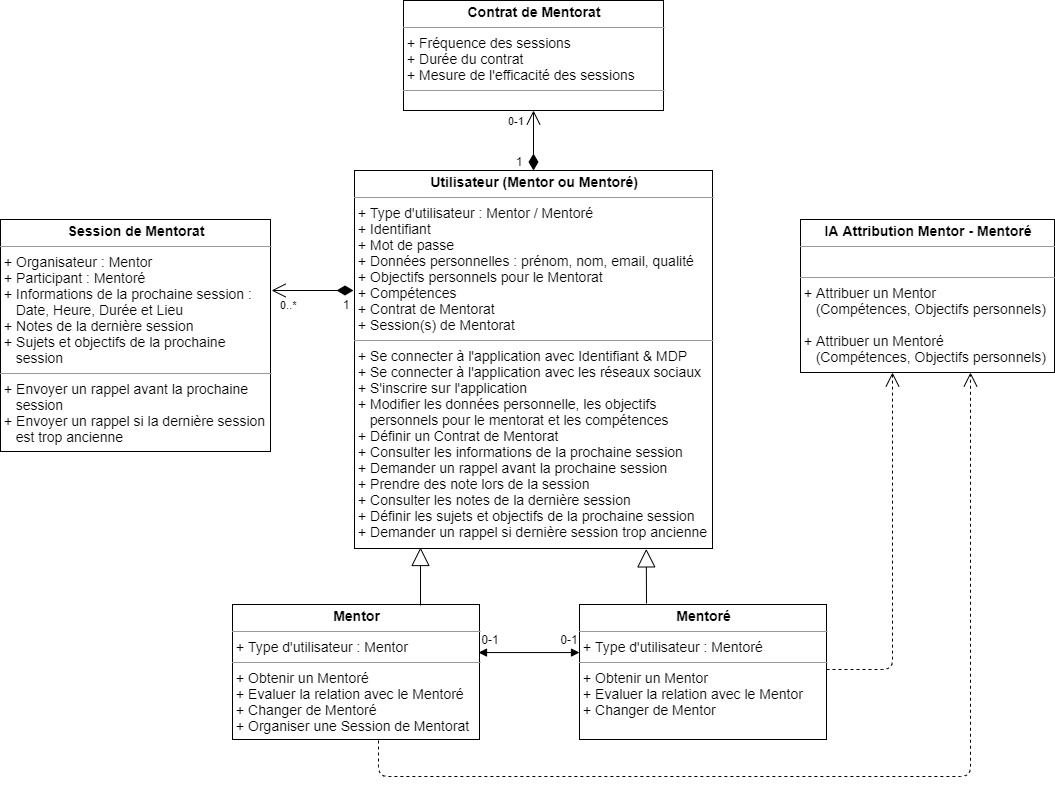 Contrat de Mentorat
+ Fréquence des sessions
+ Durée du contrat
+ Mesure de l'efficacité des sessions
0-1
1
Utilisateur (Mentor ou Mentoré)
+ Type d'utilisateur : Mentor / Mentoré
+ Identifiant
+ Mot de passe
+ Données personnelles : prénom, nom, email, qualité
+ Objectifs personnels pour le Mentorat
+ Compétences
+ Contrat de Mentorat
+ Session(s) de Mentorat
+ Se connecter à l'application avec Identifiant & MDP
+ Se connecter à l'application avec les réseaux sociaux
+ S'inscrire sur l'application
+ Modifier les données personnelle, les objectifs
personnels pour le mentorat et les compétences
+ Définir un Contrat de Mentorat
+ Consulter les informations de la prochaine session
+ Demander un rappel avant la prochaine session
+ Prendre des note lors de la session
+ Consulter les notes de la dernière session
+ Définir les sujets et objectifs de la prochaine session
+ Demander un rappel si dernière session trop ancienne
Session de Mentorat
+ Organisateur : Mentor
+ Participant : Mentoré
+ Informations de la prochaine session :
Date, Heure, Durée et Lieu
+ Notes de la dernière session
+ Sujets et objectifs de la prochaine
session
+ Envoyer un rappel avant la prochaine
session
+ Envoyer un rappel si la dernière session
est trop ancienne
0..*
1
IA Attribution Mentor - Mentoré
+ Attribuer un Mentor
(Compétences, Objectifs personnels)
+ Attribuer un Mentoré
(Compétences, Objectifs personnels)
Mentor
+ Type d'utilisateur : Mentor
+ Obtenir un Mentoré
+ Evaluer la relation avec le Mentoré
+ Changer de Mentoré
+ Organiser une Session de Mentorat
0-1
0-1
Mentoré
+ Type d'utilisateur : Mentoré
+ Obtenir un Mentor
+ Evaluer la relation avec le Mentor
+ Changer de Mentor